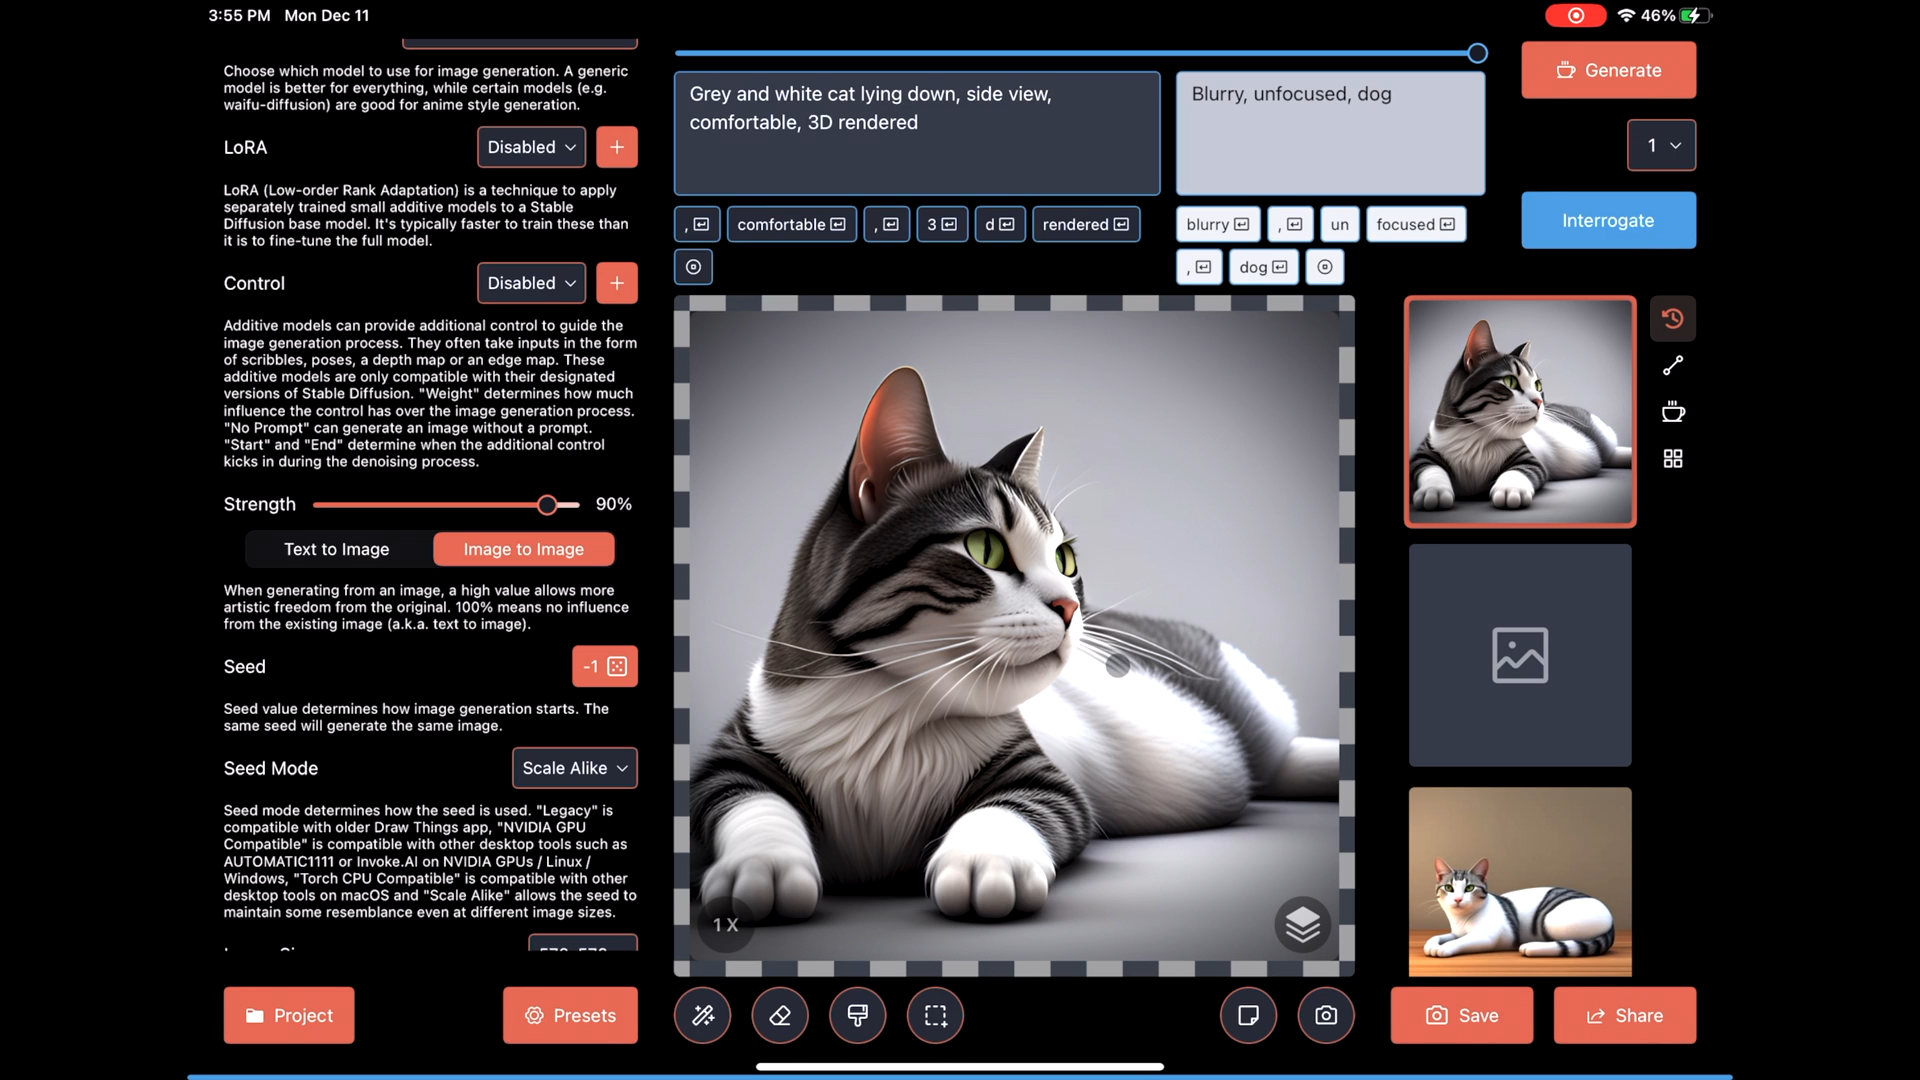 3:55 PM Mon Dec 11
46%
Choose which model to use for image generation. A generic
model is better for everything, while certain models (e.g.
waifu-diffusion) are good for anime style generation.
LoRA
Disabled
LoRA (Low-order Rank Adaptation) is a technique to apply
separately trained small additive models to a Stable
Diffusion base model. It's typically faster to train these than
it is to fine-tune the full model.
Control
Disabled
Additive models can provide additional control to guide the
image generation process. They often take inputs in the form
of scribbles, poses, a depth map or an edge map. These
additive models are only compatible with their designated
versions of Stable Diffusion. "Weight" determines how much
influence the control has over the image generation process.
"No Prompt" can generate an image without a prompt.
"Start" and "End" determine when the additional control
kicks in during the denoising process.
Strength 90%
Text to Image Image to Image
When generating from an image, a high value allows more
artistic freedom from the original. 100% means no influence
from the existing image (a.k.a. text to image).
Seed -1
Seed value determines how image generation starts. The
same seed will generate the same image.
Seed Mode Scale Alike
Seed mode determines how the seed is used. "Legacy" is
compatible with older Draw Things app, "NVIDIA GPU
Compatible" is compatible with other desktop tools such as
AUTOMATIC1111 or Invoke.AI on NVIDIA GPUs / Linux /
Windows, "Torch CPU Compatible" is compatible with other
desktop tools on macOS and "Scale Alike" allows the seed to
maintain some resemblance even at different image sizes.
Project Presets
Grey and white cat lying down, side view,
comfortable, 3D rendered
, comfortable , 3 d rendered
Blurry, unfocused, dog
blurry , un focused
, dog
Generate
1
Interrogate
1 X
Save Share